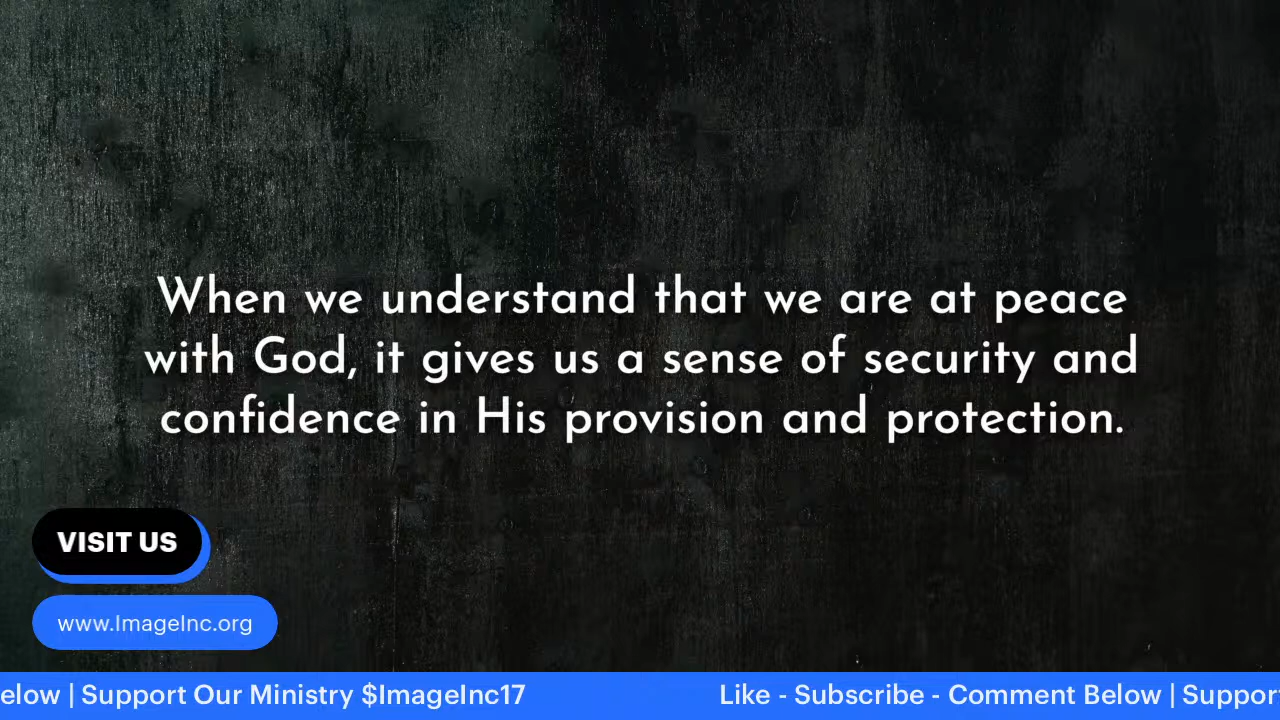 When we understand that we are at peace
with God, it gives us a sense of security and
confidence in His provision and protection.
VISIT US
www.ImageInc.org
elow | Support Our Ministry $ImageInc17 Like - Subscribe - Comment Below | Suppor